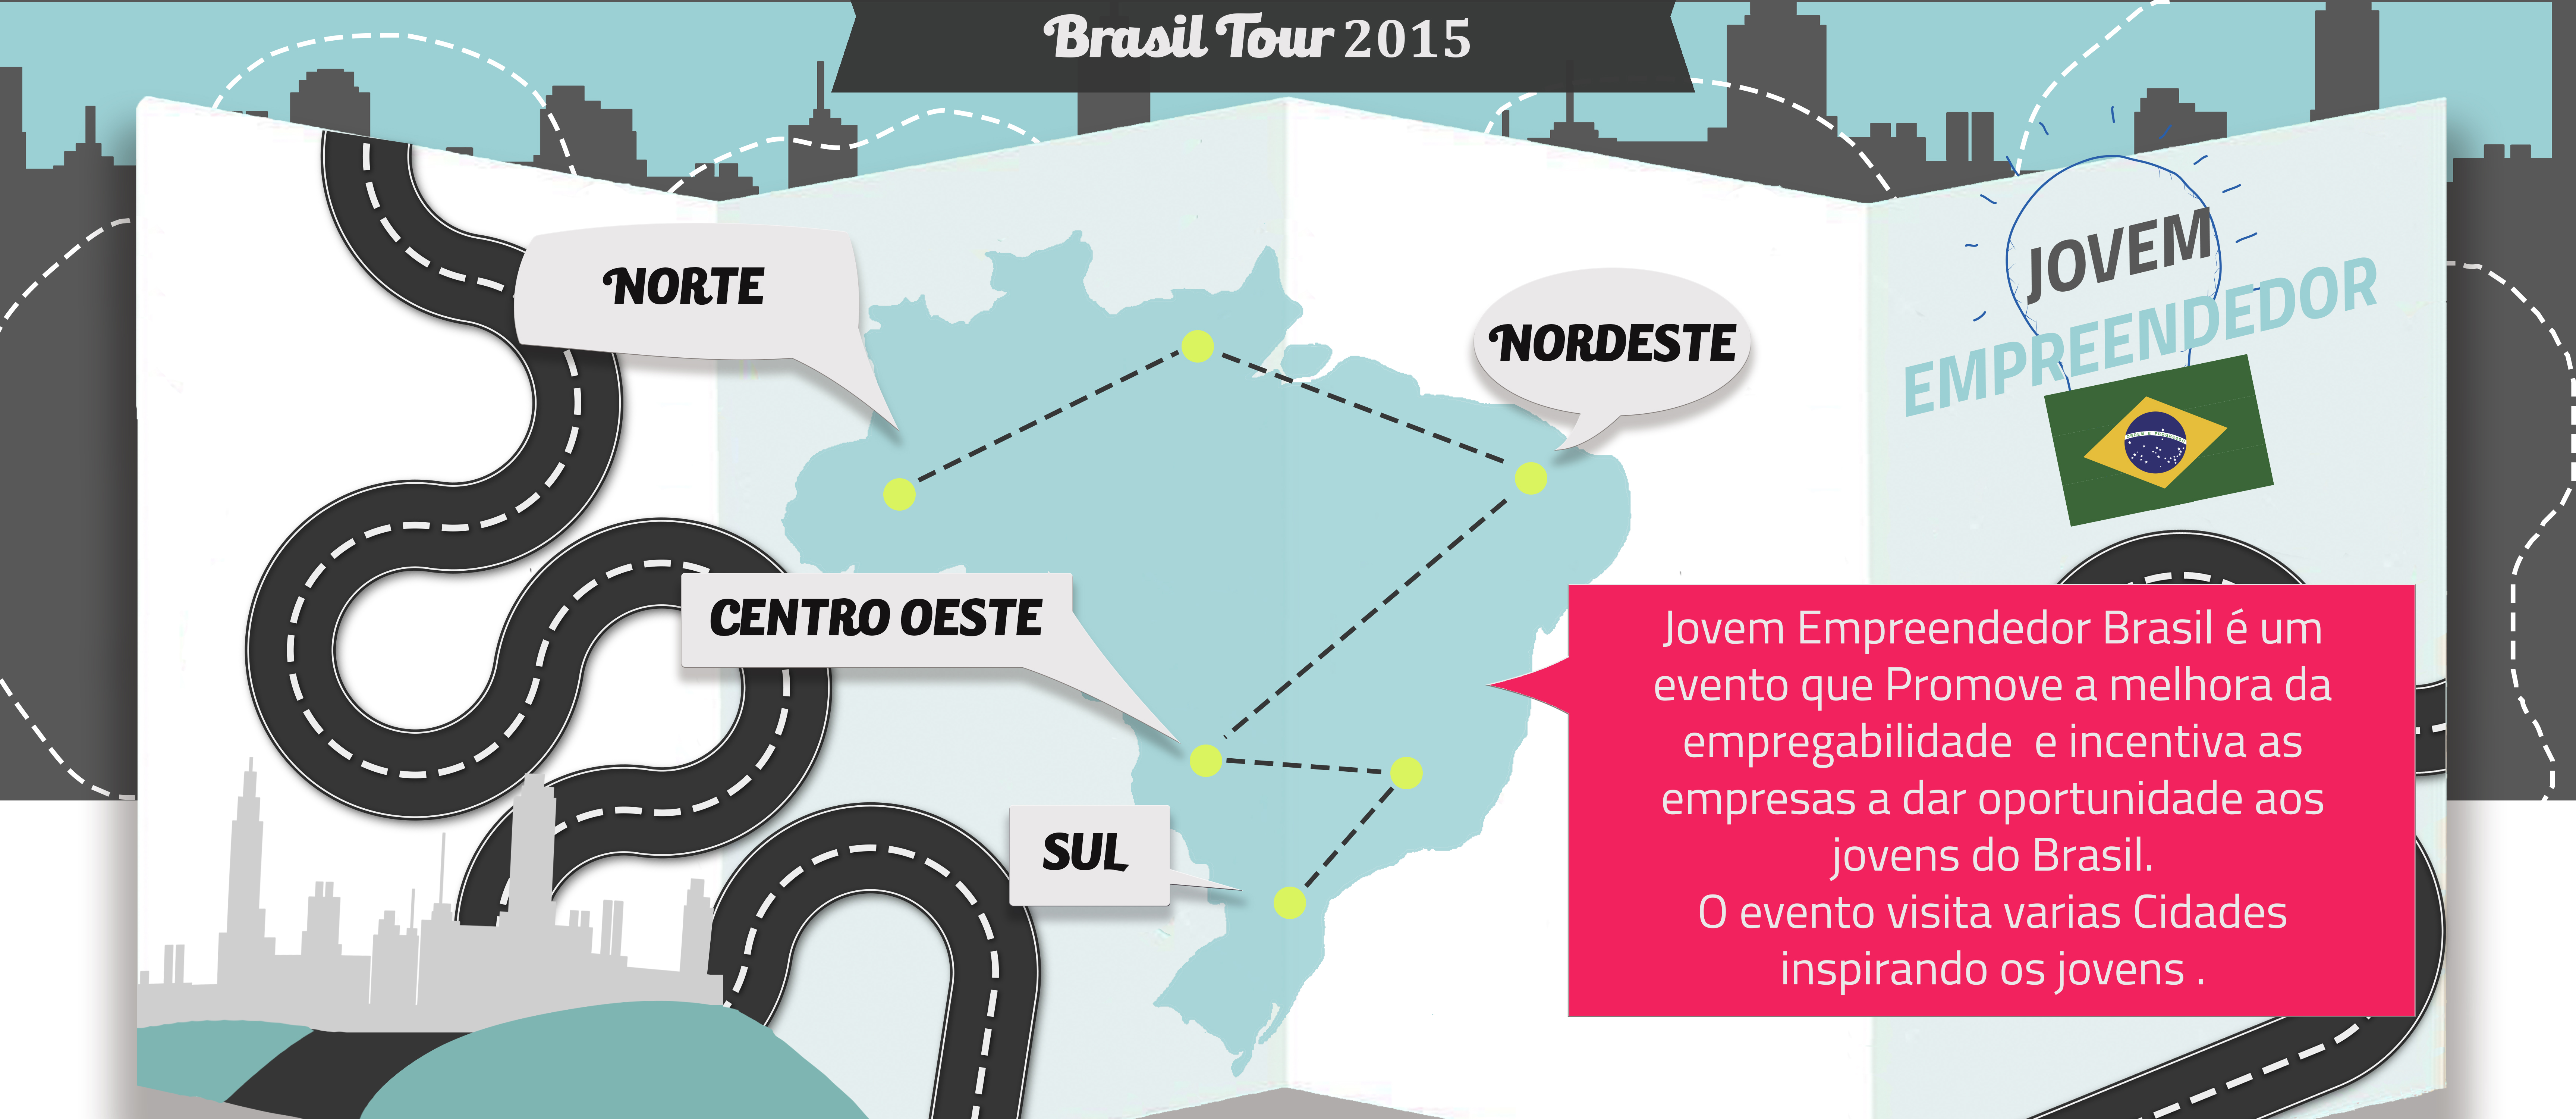 Brasil Tour 2015
NORTE
NORDESTE
JOVEM
EMPREENDEDOR
CENTRO OESTE
SUL
Jovem Empreendedor Brasil é um
evento que Promove a melhora da
empregabilidade e incentiva as
empresas a dar oportunidade aos
jovens do Brasil.
O evento visita varias Cidades
inspirando os jovens .